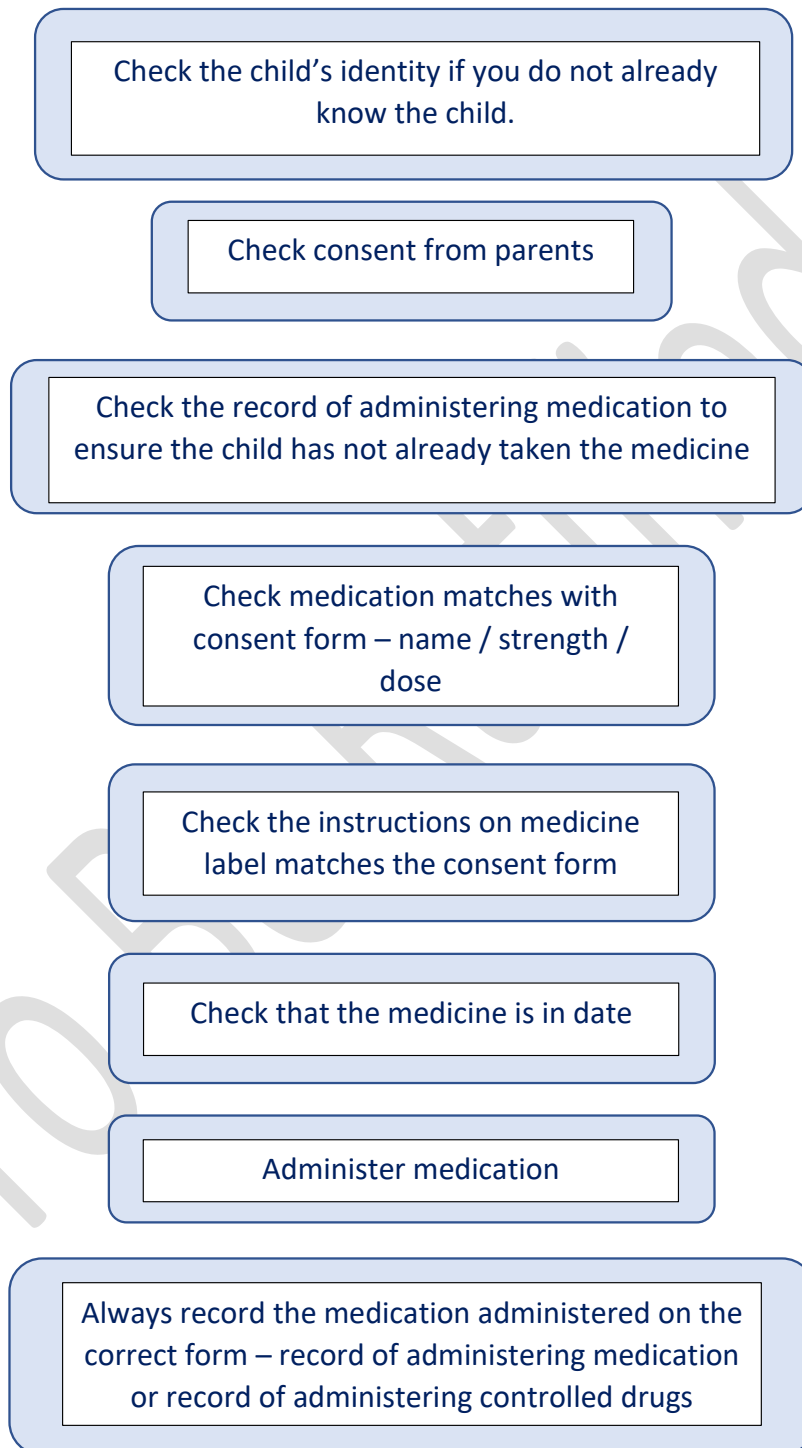 Check the child's identity if you do not already
know the child.
Check consent from parents
Check the record of administering medication to
ensure the child has not already taken the medicine
Check medication matches with
consent form – name / strength /
dose
Check the instructions on medicine
label matches the consent form
Check that the medicine is in date
Administer medication
Always record the medication administered on the
correct form – record of administering medication
or record of administering controlled drugs